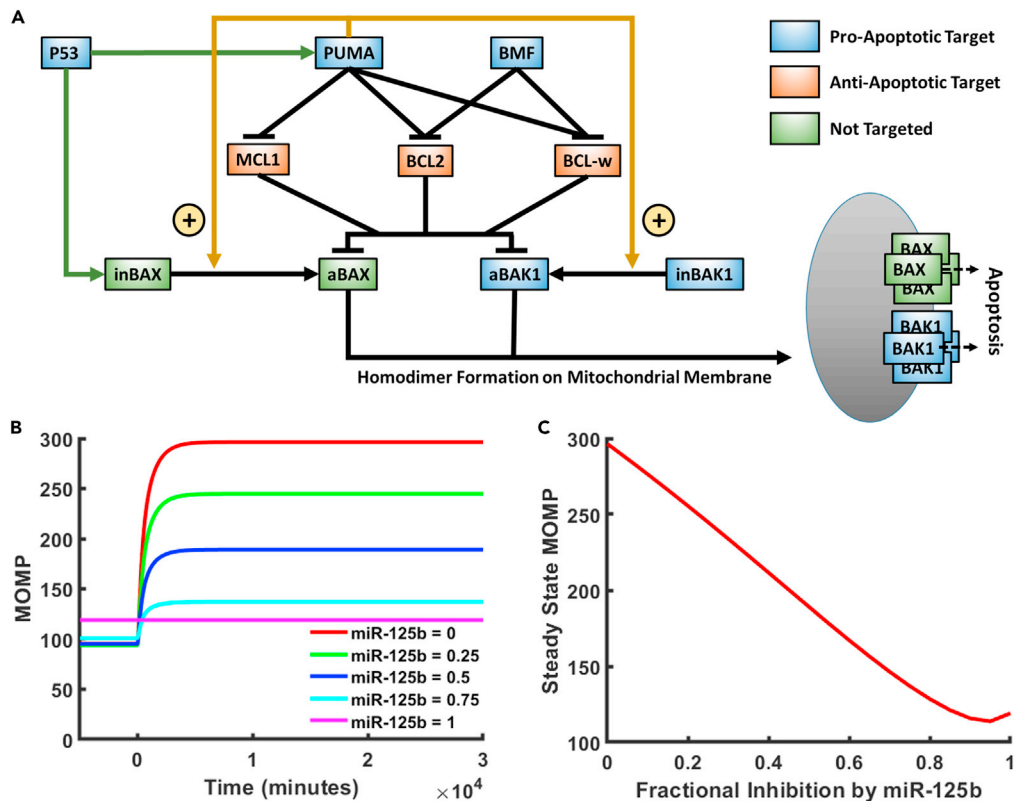 A
P53
PUMA
BMF
Pro-Apoptotic Target
Anti-Apoptotic Target
Not Targeted
MCL1
BCL2
BCL-w
+
+
inBAX
aBAX
aBAK1
inBAK1
BAX
BAX
BAX
BAK1
BAK1
BAK1
Apoptosis
Homodimer Formation on Mitochondrial Membrane
B
MOMP
300
250
200
150
100
50
0
miR-125b = 0
miR-125b = 0.25
miR-125b = 0.5
miR-125b = 0.75
miR-125b = 1
0
1
2
3
Time (minutes)
×10⁴
C
Steady State MOMP
300
250
200
150
100
0
0.2
0.4
0.6
0.8
1
Fractional Inhibition by miR-125b